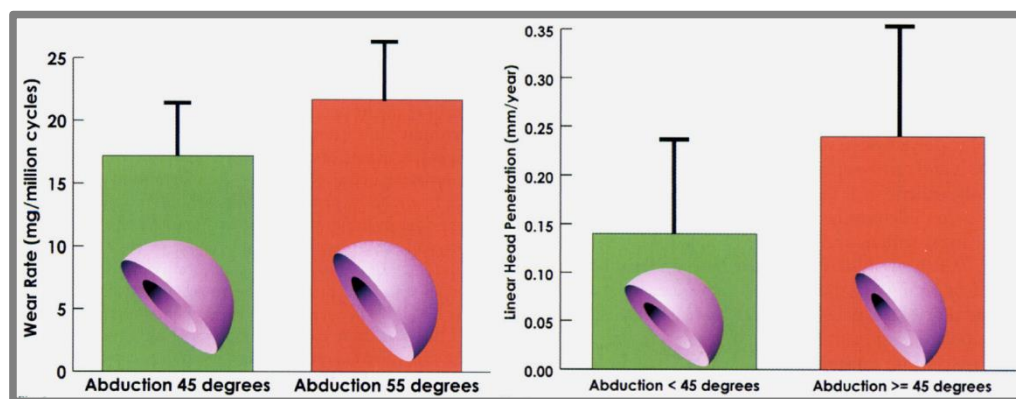 Wear Rate (mg/million cycles)
25
20
15
10
5
0
Abduction 45 degrees
Abduction 55 degrees
Linear Head Penetration (mm/year)
0.35
0.30
0.25
0.20
0.15
0.10
0.05
0.00
Abduction < 45 degrees
Abduction >= 45 degrees